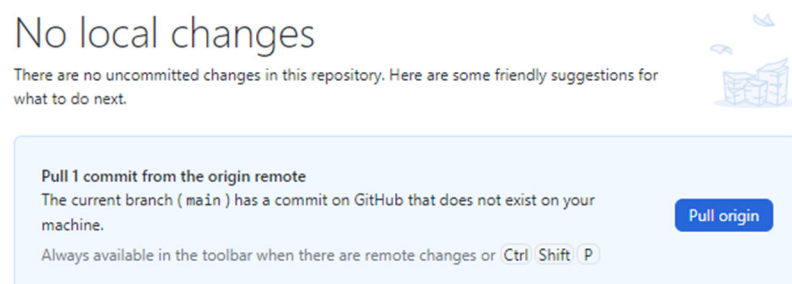 No local changes
There are no uncommitted changes in this repository. Here are some friendly suggestions for
what to do next.
Pull 1 commit from the origin remote
The current branch ( main ) has a commit on GitHub that does not exist on your
machine.
Pull origin
Always available in the toolbar when there are remote changes or Ctrl Shift P